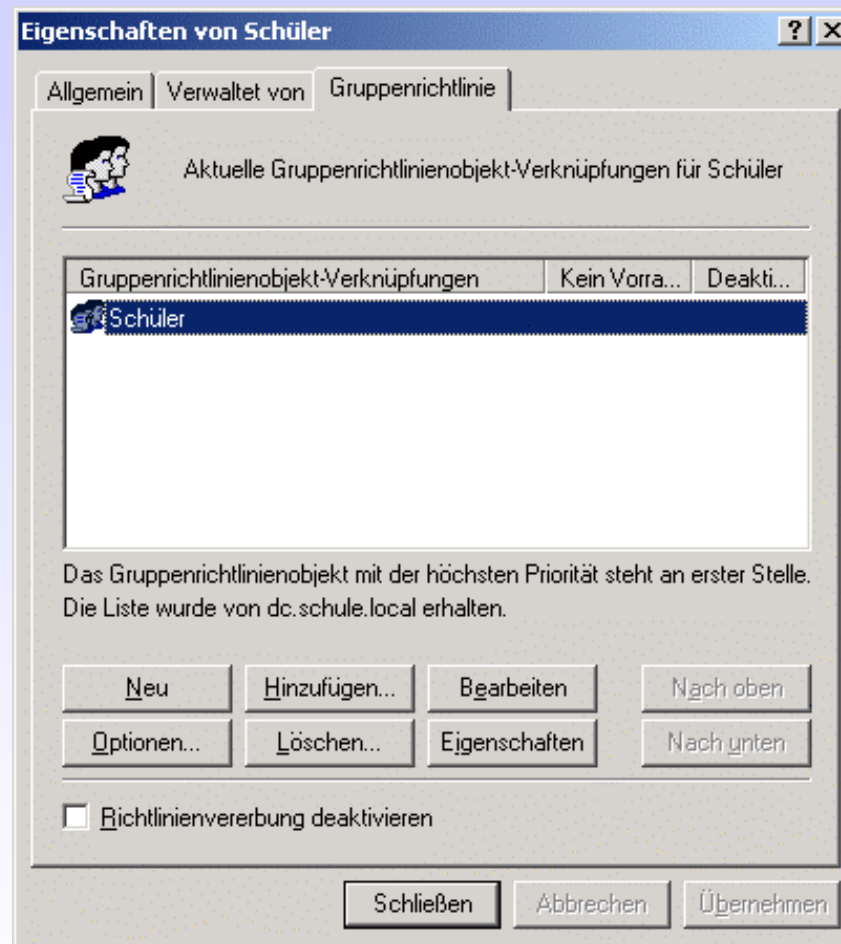 Eigenschaften von Schüler
Allgemein Verwaltet von Gruppenrichtlinie
Aktuelle Gruppenrichtlinienobjekt-Verknüpfungen für Schüler
Gruppenrichtlinienobjekt-Verknüpfungen Kein Vorra... Deakti...
Schüler
Das Gruppenrichtlinienobjekt mit der höchsten Priorität steht an erster Stelle.
Die Liste wurde von dc.schule.local erhalten.
Neu Hinzufügen... Bearbeiten Nach oben
Optionen... Löschen... Eigenschaften Nach unten
Richtlinienvererbung deaktivieren
Schließen Abbrechen Übernehmen